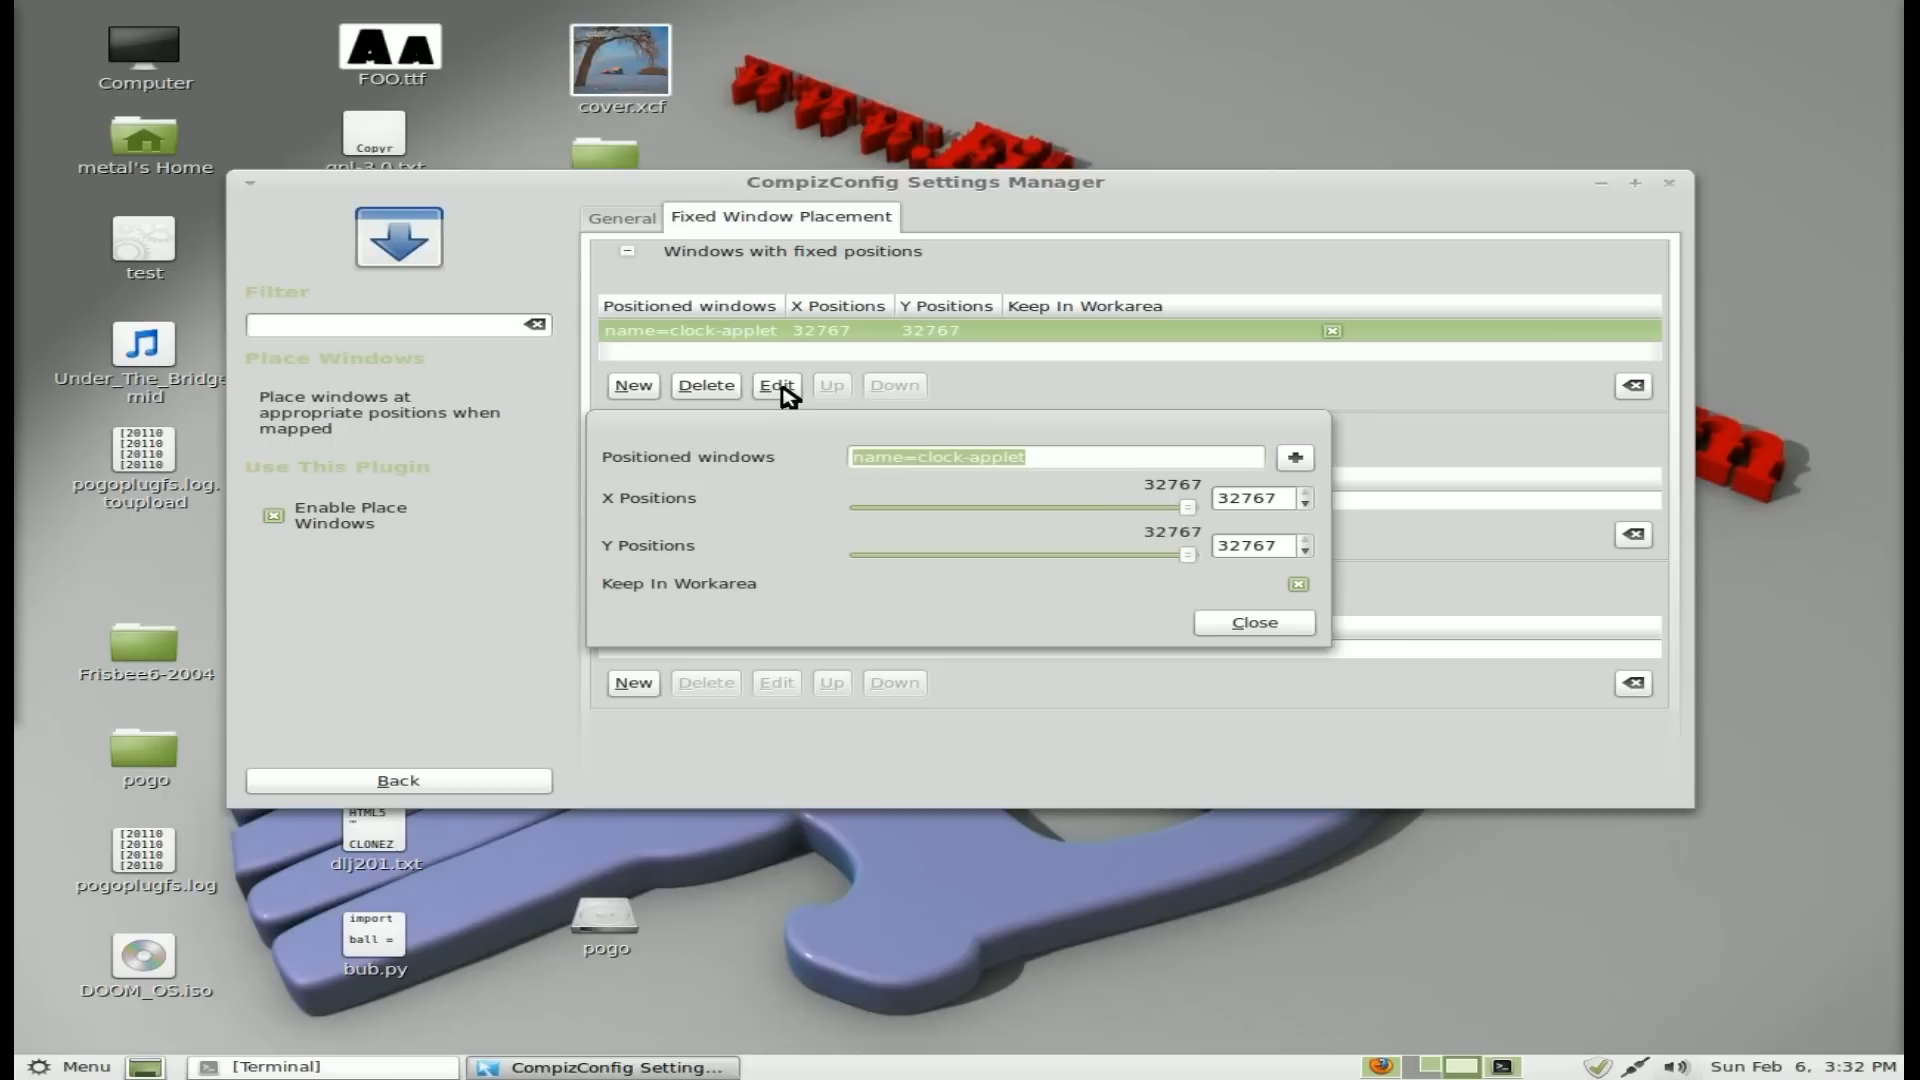 Computer
FOO.ttf
cover.xcf
metal's Home
Copyr
gpl-3.0.txt
test
Under_The_Bridge
mid
[20110
[20110
[20110
[20110
pogoplugfs.log.
toupload
Frisbee6-2004
pogo
[20110
[20110
[20110
[20110
pogoplugfs.log
DOOM_OS.iso
HTML5
™
CLONEZ
dlj201.txt
import
ball =
bub.py
pogo
CompizConfig Settings Manager
Filter
Place Windows
Place windows at
appropriate positions when
mapped
Use This Plugin
Enable Place
Windows
Back
General
Fixed Window Placement
Windows with fixed positions
Positioned windows X Positions Y Positions Keep In Workarea
name=clock-applet 32767 32767
New Delete Edit Up Down
Positioned windows name=clock-applet
32767
X Positions 32767
32767
Y Positions 32767
Keep In Workarea
Close
New Delete Edit Up Down
Menu [Terminal] CompizConfig Setting... Sun Feb 6, 3:32 PM